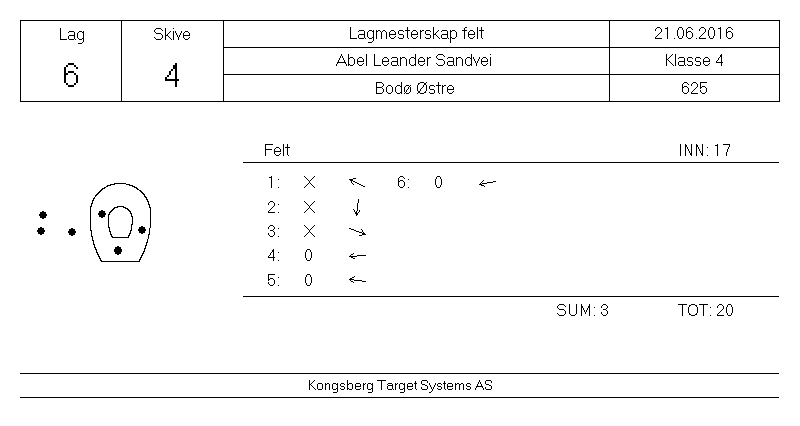 Lag Skive Lagmesterskap felt 21.06.2016
6 4 Abel Leander Sandvei Klasse 4
Bodø Østre 625
Felt INN: 17
1: X ↖ 6: 0 ←
2: X ↓
3: X ↘
4: 0 ←
5: 0 ←
SUM: 3 TOT: 20
Kongsberg Target Systems AS